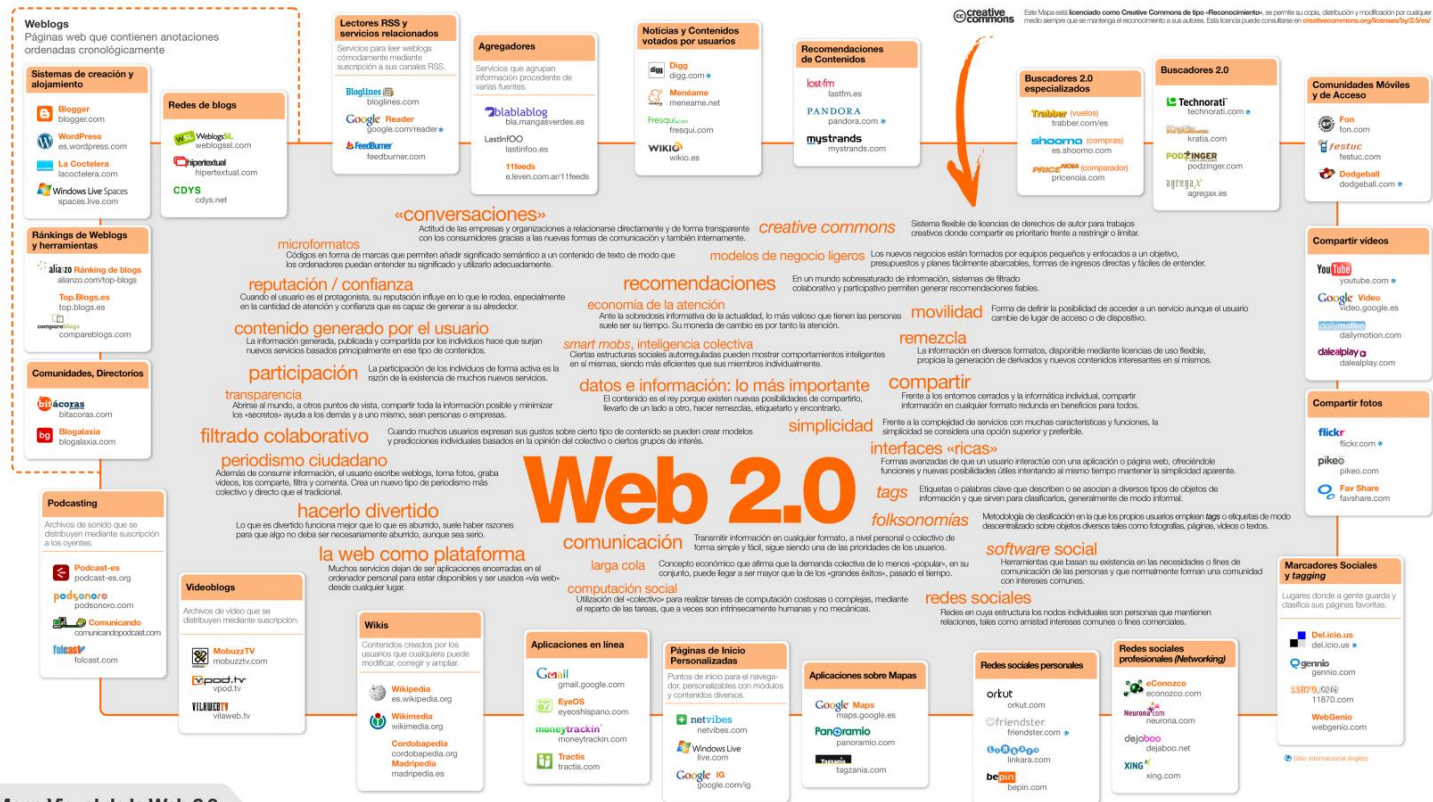 Weblogs
Páginas web que contienen anotaciones
ordenadas cronológicamente
Sistemas de creación y
alojamiento
Blogger
blogger.com
WordPress
es.wordpress.com
La Coctelera
lacoctelera.com
Windows Live Spaces
spaces.live.com
Redes de blogs
WSL WeblogsSL
weblogssl.com
hipertextual
hipertextual.com
CDYS
cdys.net
Ránkings de Weblogs
y herramientas
alianzo Ránking de blogs
alianzo.com/top-blogs
Top.Blogs.es
top.blogs.es
compareblogs
compareblogs.com
Comunidades, Directorios
bitácoras
bitacoras.com
bg Blogalaxia
blogalaxia.com
Lectores RSS y
servicios relacionados
Servicios para leer weblogs
cómodamente mediante
suscripción a sus canales RSS.
Bloglines
bloglines.com
Google Reader
google.com/reader
FeedBurner
feedburner.com
Agregadores
Servicios que agrupan
información procedente de
varias fuentes.
blablablog
bla.mangasverdes.es
LastInfOO
lastinfoo.es
11feeds
e.leven.com.ar/11feeds
Noticias y Contenidos
votados por usuarios
digg Digg
digg.com
Menéame
meneame.net
Fresqui.com
fresqui.com
WIKIO
wikio.es
Recomendaciones
de Contenidos
last·fm
lastfm.es
PANDORA
pandora.com
mystrands
mystrands.com
creative commons
Este Mapa está licenciado como Creative Commons de tipo «Reconocimiento», se permite su copia, distribución y modificación por cualquier
medio siempre que se mantenga el reconocimiento a sus autores. Esta licencia puede consultarse en creativecommons.org/licenses/by/2.5/es/
Buscadores 2.0
especializados
Trabber (vuelos)
trabber.com/es
shoomo (compras)
es.shoomo.com
PRICENOIA (comparador)
pricenoia.com
Buscadores 2.0
Technorati
technorati.com
kratia.com
PODZINGER
podzinger.com
agregaX
agregax.es
Comunidades Móviles
y de Acceso
Fon
fon.com
festuc
festuc.com
Dodgeball
dodgeball.com
«conversaciones»
Actitud de las empresas y organizaciones a relacionarse directamente y de forma transparente
con los consumidores gracias a las nuevas formas de comunicación y también internamente.
creative commons
Sistema flexible de licencias de derechos de autor para trabajos
creativos donde compartir es prioritario frente a restringir o limitar.
microformatos
Códigos en forma de marcas que permiten añadir significado semántico a un contenido de texto de modo que
los ordenadores puedan entender su significado y utilizarlo adecuadamente.
modelos de negocio ligeros
Los nuevos negocios están formados por equipos pequeños y enfocados a un objetivo,
presupuestos y planes fácilmente abarcables, formas de ingresos directas y fáciles de entender.
reputación / confianza
Cuando el usuario es el protagonista, su reputación influye en lo que le rodea, especialmente
en la cantidad de atención y confianza que es capaz de generar a su alrededor.
recomendaciones
En un mundo sobresaturado de información, sistemas de filtrado
colaborativo y participativo permiten generar recomendaciones fiables.
economía de la atención
Ante la sobredosis informativa de la actualidad, lo más valioso que tienen las personas
suele ser su tiempo. Su moneda de cambio es por tanto la atención.
movilidad
Forma de definir la posibilidad de acceder a un servicio aunque el usuario
cambie de lugar de acceso o de dispositivo.
contenido generado por el usuario
La información generada, publicada y compartida por los individuos hace que surjan
nuevos servicios basados principalmente en ese tipo de contenidos.
smart mobs, inteligencia colectiva
Ciertas estructuras sociales autorreguladas pueden mostrar comportamientos inteligentes
en sí mismas, siendo más eficientes que sus miembros individualmente.
remezcla
La información en diversos formatos, disponible mediante licencias de uso flexible,
propicia la generación de derivados y nuevos contenidos interesantes en sí mismos.
participación
La participación de los individuos de forma activa es la
razón de la existencia de muchos nuevos servicios.
datos e información: lo más importante
El contenido es el rey porque existen nuevas posibilidades de compartirlo,
llevarlo de un lado a otro, hacer remezclas, etiquetarlo y encontrarlo.
compartir
Frente a los entornos cerrados y la informática individual, compartir
información en cualquier formato redunda en beneficios para todos.
transparencia
Abrirse al mundo, a otros puntos de vista, compartir toda la información posible y minimizar
los «secretos» ayuda a los demás y a uno mismo, sean personas o empresas.
filtrado colaborativo
Cuando muchos usuarios expresan sus gustos sobre cierto tipo de contenido se pueden crear modelos
y predicciones individuales basados en la opinión del colectivo o ciertos grupos de interés.
simplicidad
Frente a la complejidad de servicios con muchas características y funciones, la
simplicidad se considera una opción superior y preferible.
periodismo ciudadano
Además de consumir información, el usuario escribe weblogs, toma fotos, graba
vídeos, los comparte, filtra y comenta. Crea un nuevo tipo de periodismo más
colectivo y directo que el tradicional.
interfaces «ricas»
Formas avanzadas de que un usuario interactúe con una aplicación o página web, ofreciéndole
funciones y nuevas posibilidades útiles intentando al mismo tiempo mantener la simplicidad aparente.
Web 2.0
tags
Etiquetas o palabras clave que describen o se asocian a diversos tipos de objetos de
información y que sirven para clasificarlos, generalmente de modo informal.
hacerlo divertido
Lo que es divertido funciona mejor que lo que es aburrido, suele haber razones
para que algo no deba ser necesariamente aburrido, aunque sea serio.
folksonomías
Metodología de clasificación en la que los propios usuarios emplean tags o etiquetas de modo
descentralizado sobre objetos diversos tales como fotografías, páginas, vídeos o textos.
la web como plataforma
Muchos servicios dejan de ser aplicaciones encerradas en el
ordenador personal para estar disponibles y ser usados «vía web»
desde cualquier lugar.
comunicación
Transmitir información en cualquier formato, a nivel personal o colectivo de
forma simple y fácil, sigue siendo una de las prioridades de los usuarios.
larga cola
Concepto económico que afirma que la demanda colectiva de lo menos «popular», en su
conjunto, puede llegar a ser mayor que la de los «grandes éxitos», pasado el tiempo.
software social
Herramientas que basan su existencia en las necesidades o fines de
comunicación de las personas y que normalmente forman una comunidad
con intereses comunes.
computación social
Utilización del «colectivo» para realizar tareas de computación costosas o complejas, mediante
el reparto de las tareas, que a veces son intrínsecamente humanas y no mecánicas.
redes sociales
Redes en cuya estructura los nodos individuales son personas que mantienen
relaciones, tales como amistad intereses comunes o fines comerciales.
Compartir vídeos
YouTube
youtube.com
Google Video
video.google.es
dailymotion
dailymotion.com
dalealplay
dalealplay.com
Compartir fotos
flickr
flickr.com
pikeo
pikeo.com
Fav Share
favshare.com
Podcasting
Archivos de sonido que se
distribuyen mediante suscripción
a los oyentes.
Podcast-es
podcast-es.org
podsonoro
podsonoro.com
Comunicando
comunicandopodcast.com
folcast
folcast.com
Videoblogs
Archivos de vídeo que se
distribuyen mediante suscripción.
MobuzzTV
mobuzztv.com
vpod.tv
vpod.tv
VILAWEBTV
vilaweb.tv
Wikis
Contenidos creados por los
usuarios que cualquiera puede
modificar, corregir y ampliar.
Wikipedia
es.wikipedia.org
Wikimedia
wikimedia.org
Cordobapedia
cordobapedia.org
Madripedia
madripedia.es
Aplicaciones en línea
Gmail
gmail.google.com
EyeOS
eyeoshispano.com
moneytrackin'
moneytrackin.com
Tractis
tractis.com
Páginas de Inicio
Personalizadas
Puntos de inicio para el navega-
dor, personalizables con módulos
y contenidos diversos.
netvibes
netvibes.com
Windows Live
live.com
Google IG
google.com/ig
Aplicaciones sobre Mapas
Google Maps
maps.google.es
Panoramio
panoramio.com
Tagzania
tagzania.com
Redes sociales personales
orkut
orkut.com
friendster
friendster.com
linkara
linkara.com
bepin
bepin.com
Redes sociales
profesionales (Networking)
eConozco
econozco.com
Neurona.com
neurona.com
dejaboo
dejaboo.net
XING
xing.com
Marcadores Sociales
y tagging
Lugares donde a gente guarda y
clasifica sus páginas favoritas.
Del.icio.us
del.icio.us
gennio
gennio.com
11870.com
11870.com
WebGenio
webgenio.com
Sitio internacional (inglés)